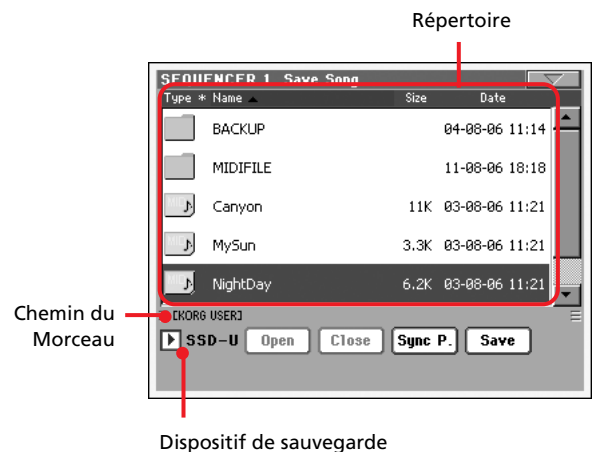 Répertoire
SEQUENCER 1 Save Song
Type * Name Size Date
BACKUP 04-08-06 11:14
MIDIFILE 11-08-06 18:18
Canyon 11K 03-08-06 11:21
MySun 3.3K 03-08-06 11:21
NightDay 6.2K 03-08-06 11:21
Chemin du
Morceau
[KORG USER]
SSD-U Open Close Sync P. Save
Dispositif de sauvegarde